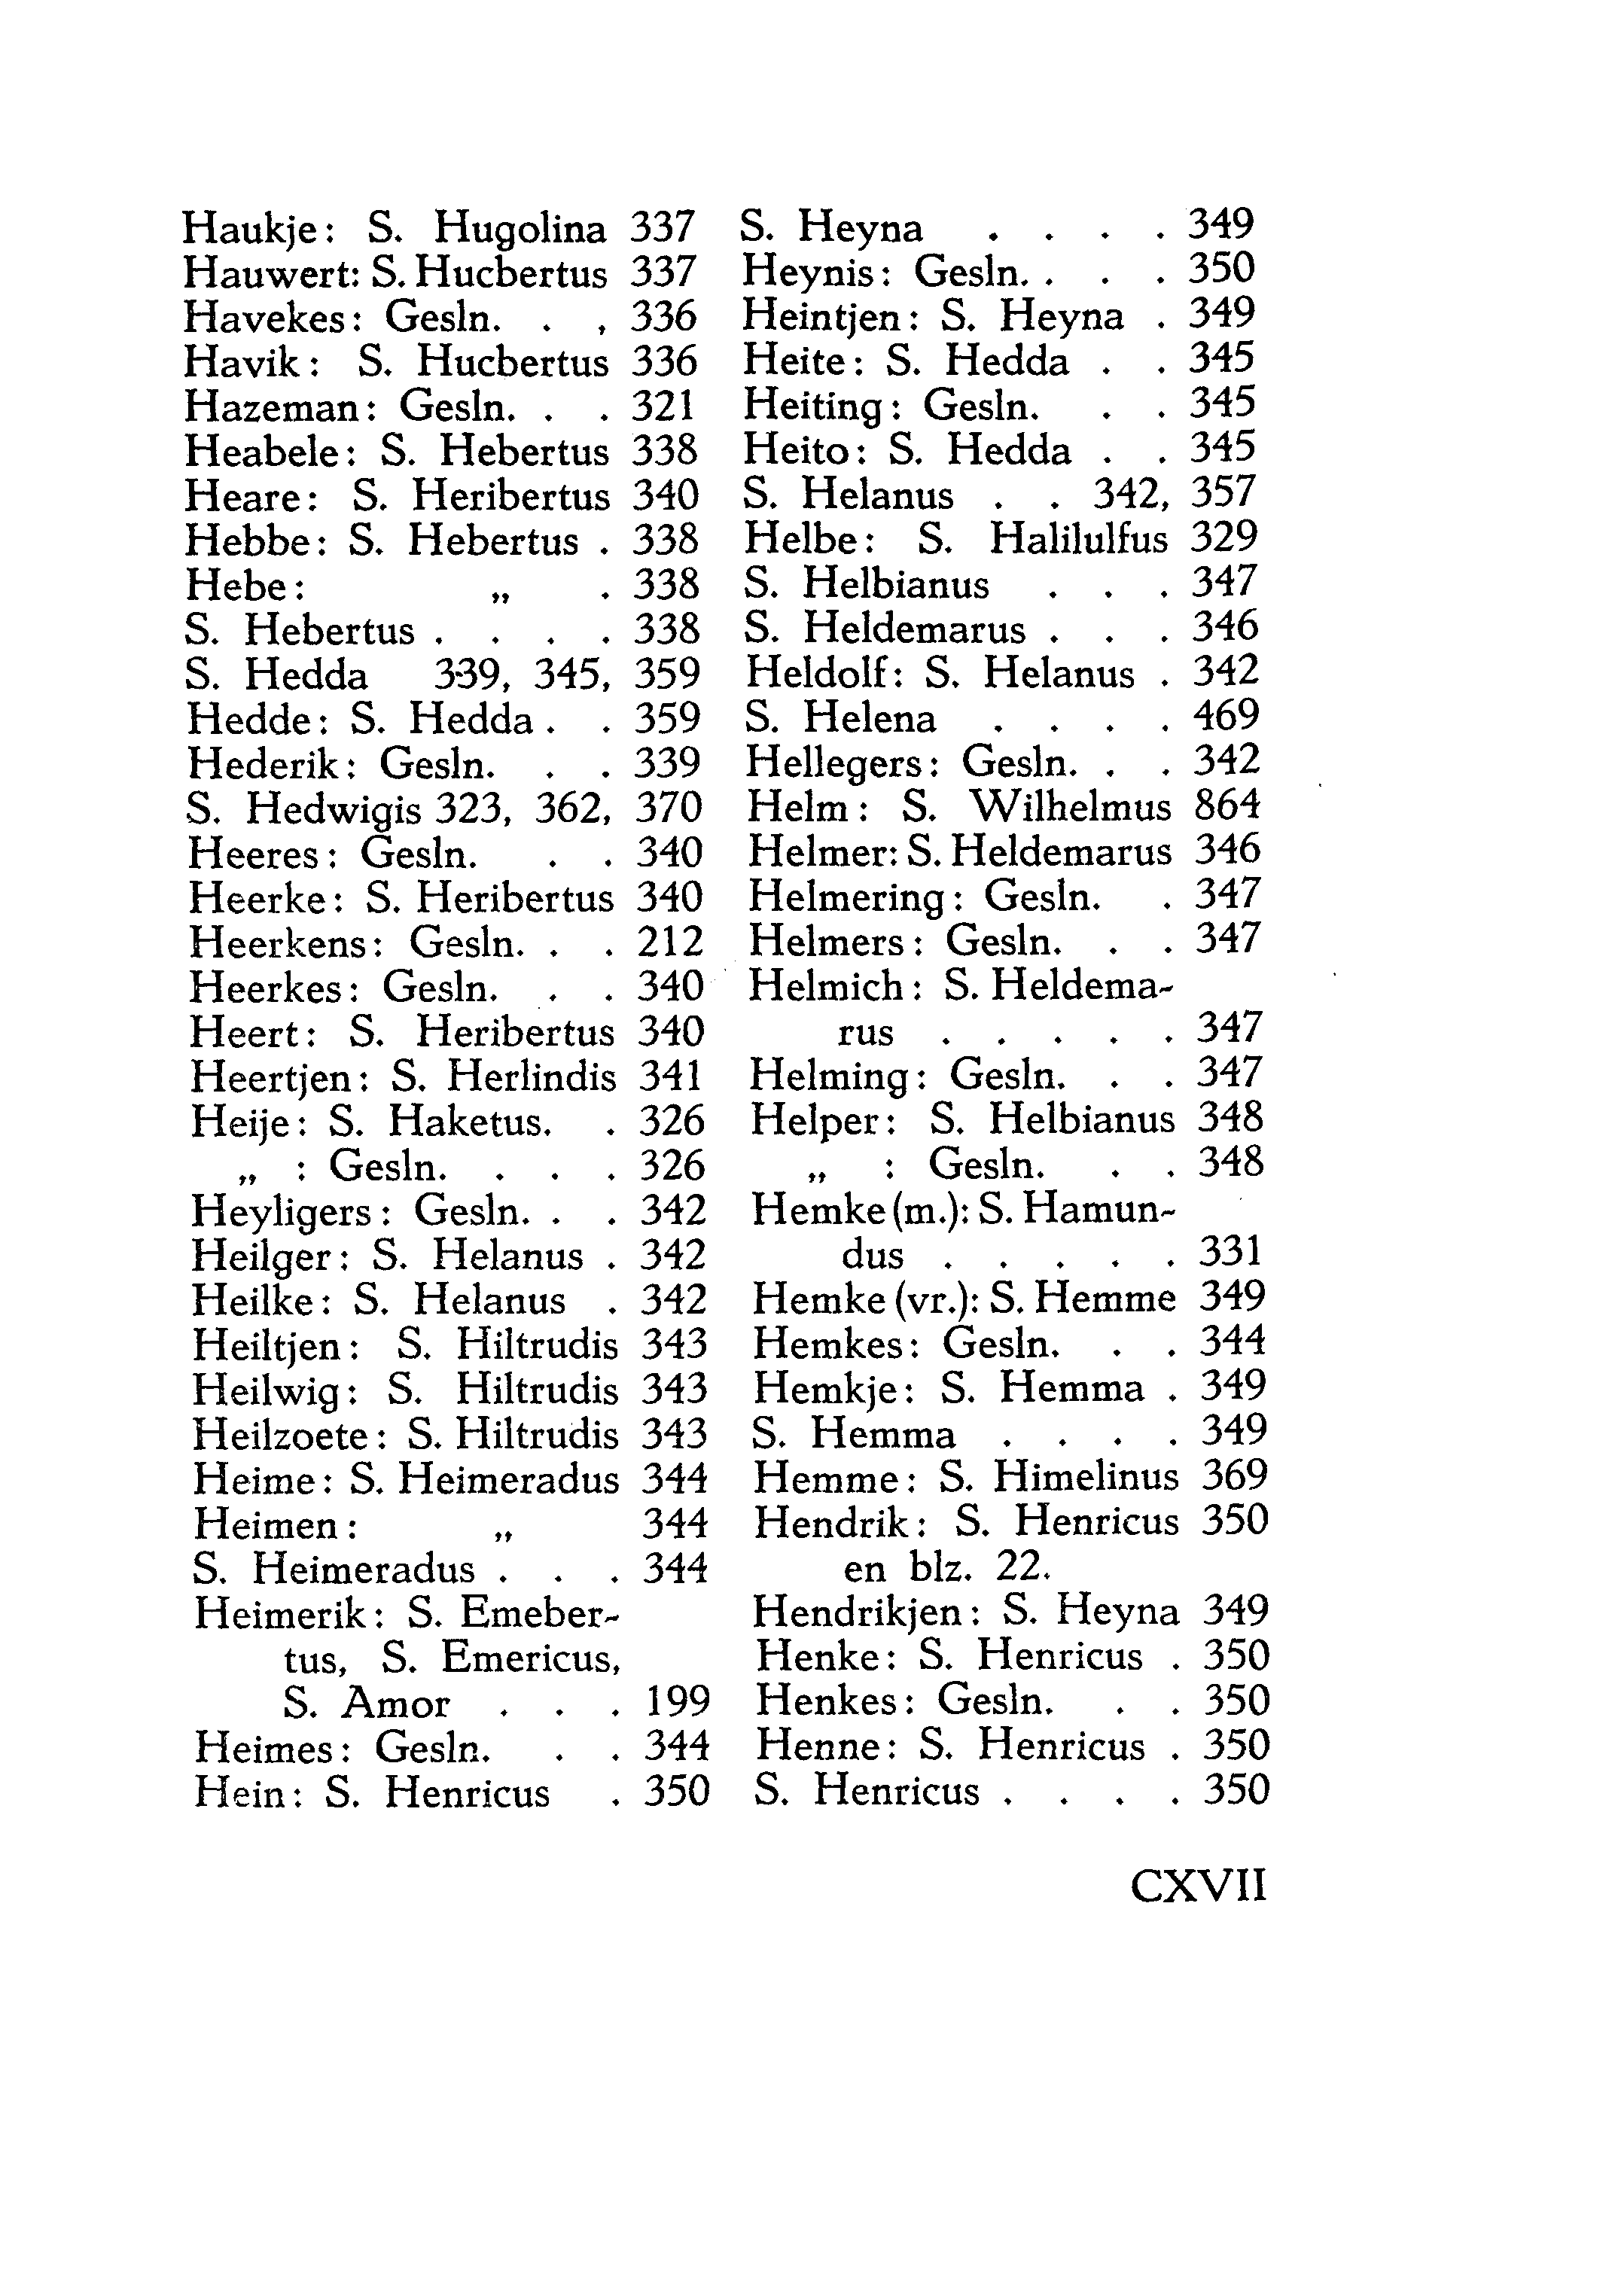 Haukje: S. Hugolina 337
Hauwert: S. Hucbertus 337
Havekes: Gesln. . . 336
Havik: S. Hucbertus 336
Hazeman: Gesln. . . 321
Heabele: S. Hebertus 338
Heare: S. Heribertus 340
Hebbe: S. Hebertus . 338
Hebe: „ . 338
S. Hebertus . . . . 338
S. Hedda 339, 345, 359
Hedde: S. Hedda . . 359
Hederik: Gesln. . . 339
S. Hedwigis 323, 362, 370
Heeres: Gesln. . . 340
Heerke: S. Heribertus 340
Heerkens: Gesln. . . 212
Heerkes: Gesln. . . 340
Heert: S. Heribertus 340
Heertjen: S. Herlindis 341
Heije: S. Haketus. . 326
„ : Gesln. . . . 326
Heyligers: Gesln. . . 342
Heilger: S. Helanus . 342
Heilke: S. Helanus . 342
Heiltjen: S. Hiltrudis 343
Heilwig: S. Hiltrudis 343
Heilzoete: S. Hiltrudis 343
Heime: S. Heimeradus 344
Heimen: „ 344
S. Heimeradus . . . 344
Heimerik: S. Emeber-
tus, S. Emericus,
S. Amor . . . 199
Heimes: Gesln. . . 344
Hein: S. Henricus . 350
S. Heyna . . . . 349
Heynis: Gesln. . . . 350
Heintjen: S. Heyna . 349
Heite: S. Hedda . . 345
Heiting: Gesln. . . 345
Heito: S. Hedda . . 345
S. Helanus . . 342, 357
Helbe: S. Halilulfus 329
S. Helbianus . . . 347
S. Heldemarus . . . 346
Heldolf: S. Helanus . 342
S. Helena . . . . 469
Hellegers: Gesln. . . 342
Helm: S. Wilhelmus 864
Helmer: S. Heldemarus 346
Helmering: Gesln. . 347
Helmers: Gesln. . . 347
Helmich: S. Heldema-
rus . . . . . 347
Helming: Gesln. . . 347
Helper: S. Helbianus 348
„ : Gesln. . . 348
Hemke (m.): S. Hamun-
dus . . . . . 331
Hemke (vr.): S. Hemme 349
Hemkes: Gesln. . . 344
Hemkje: S. Hemma . 349
S. Hemma . . . . 349
Hemme: S. Himelinus 369
Hendrik: S. Henricus 350
en blz. 22.
Hendrikjen: S. Heyna 349
Henke: S. Henricus . 350
Henkes: Gesln. . . 350
Henne: S. Henricus . 350
S. Henricus . . . . 350
CXVII